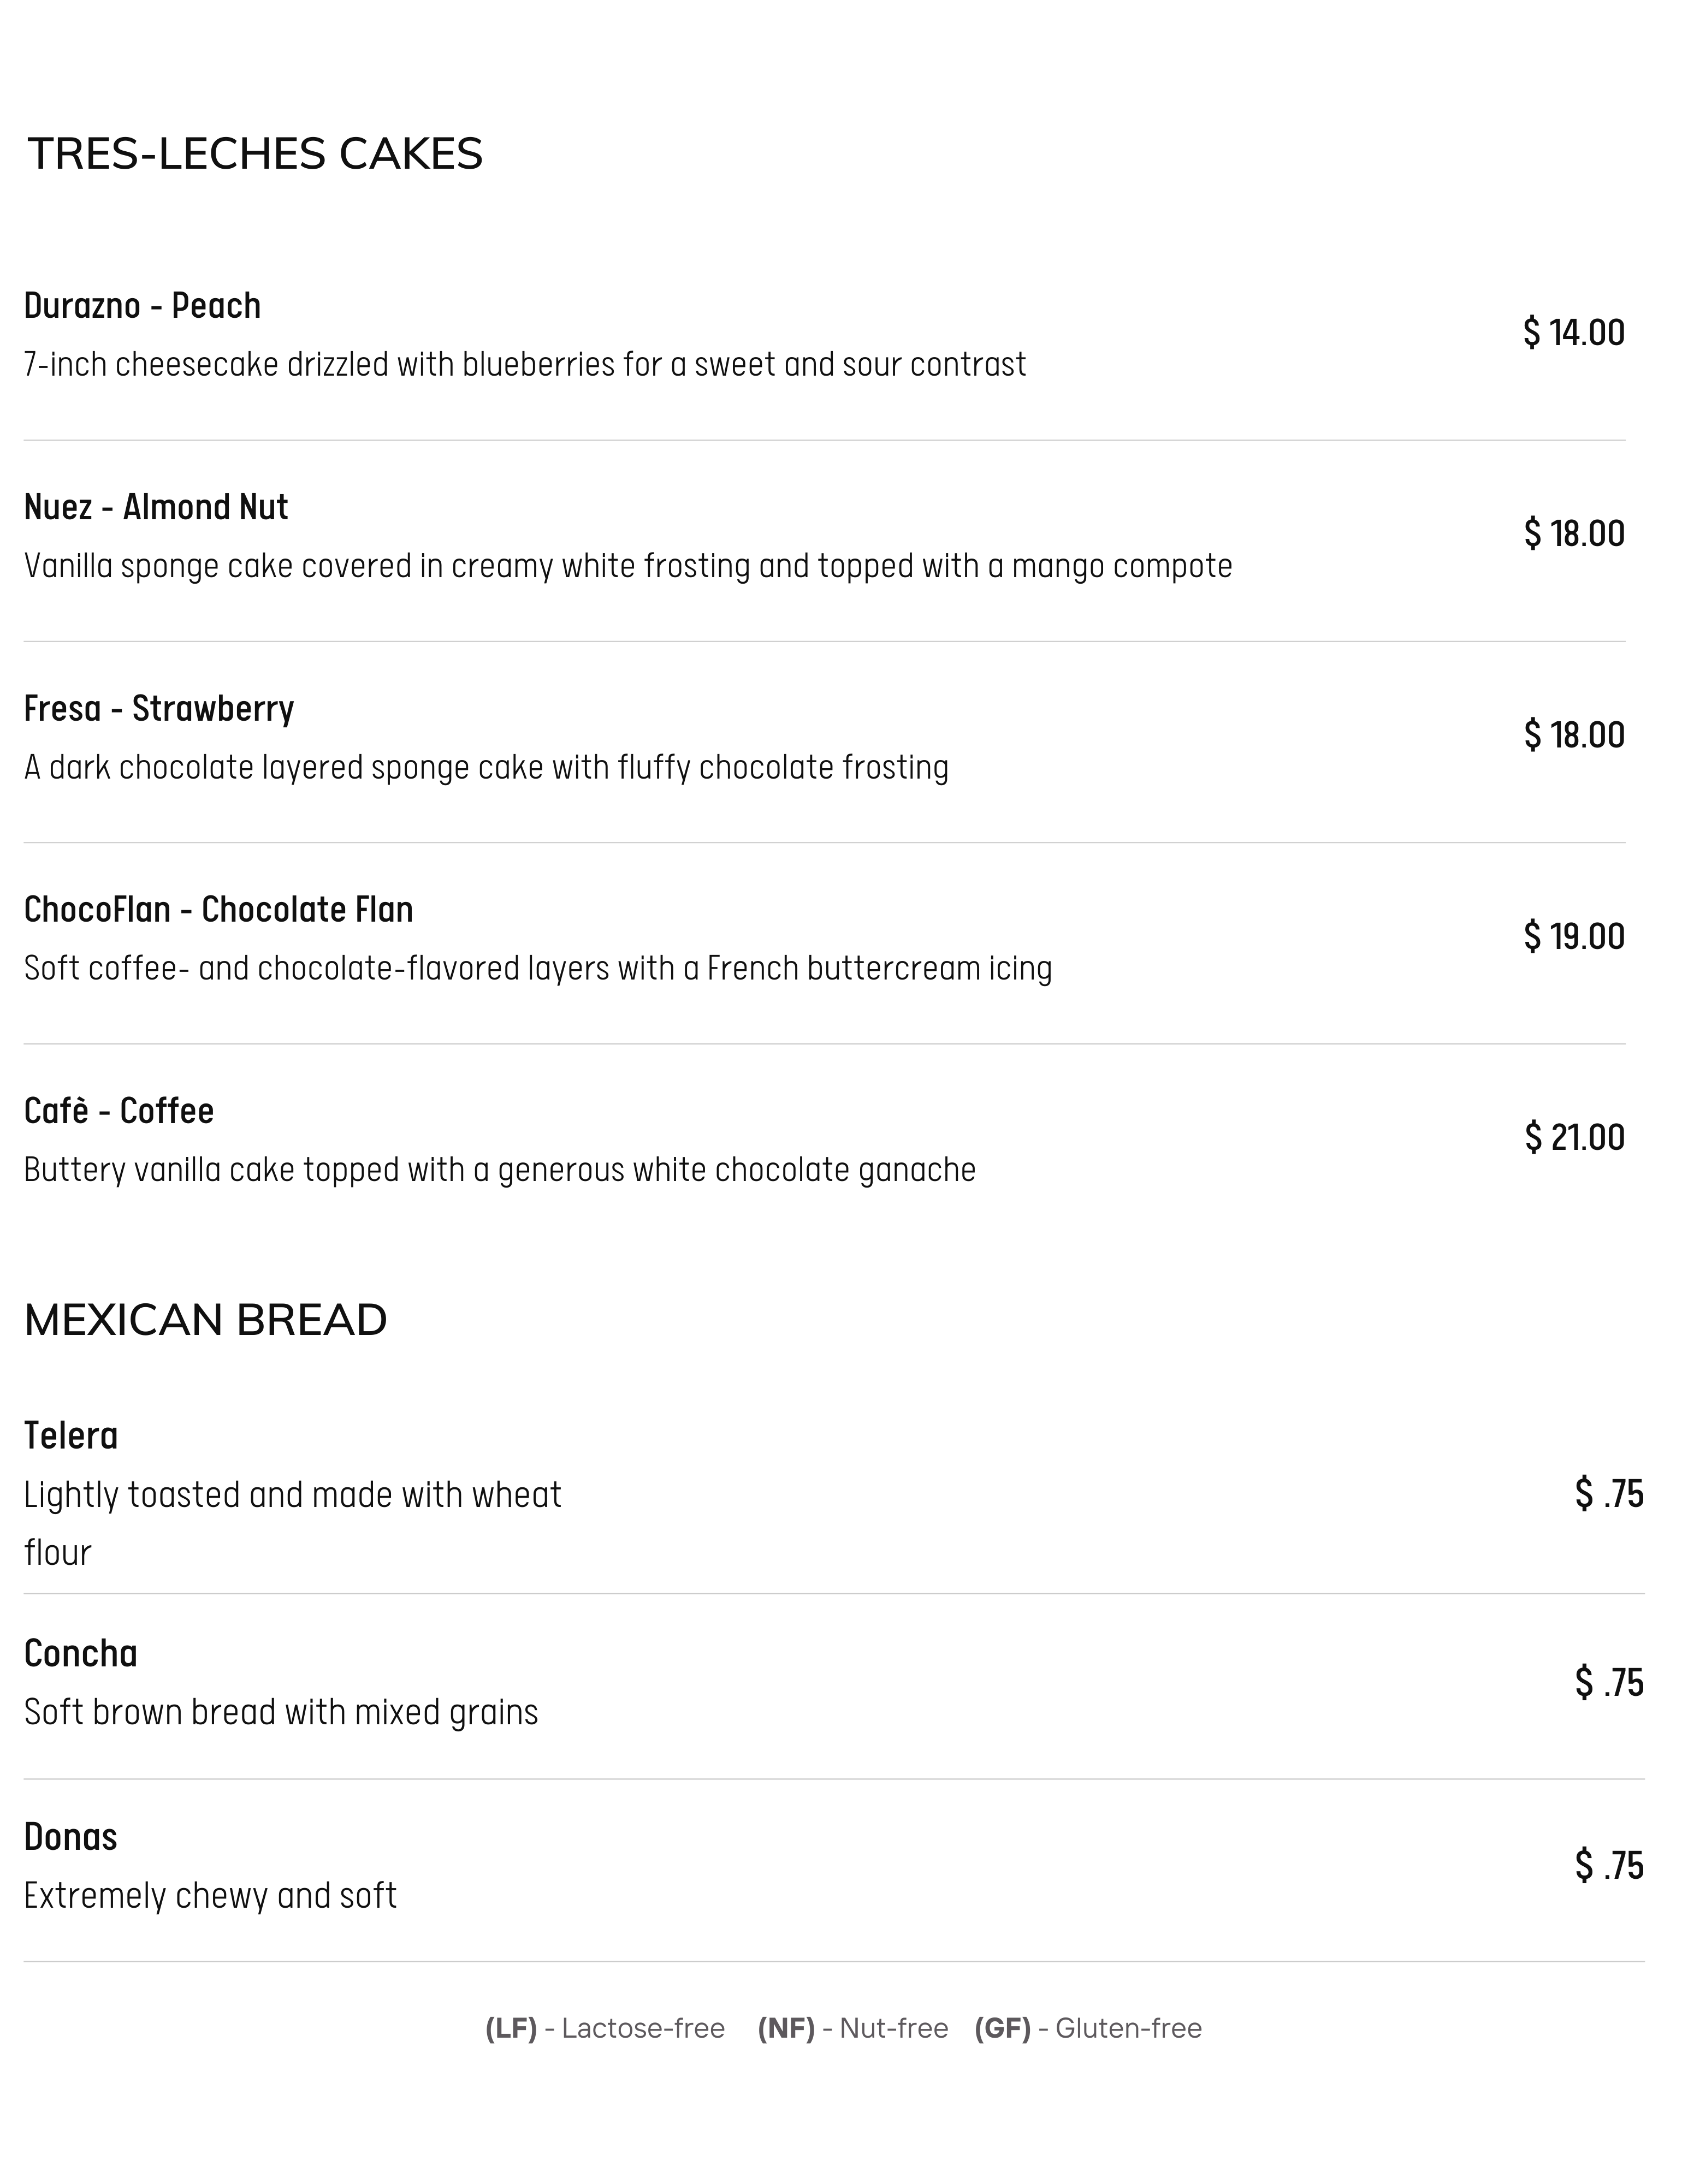 TRES-LECHES CAKES
Durazno - Peach
$ 14.00
7-inch cheesecake drizzled with blueberries for a sweet and sour contrast
Nuez - Almond Nut
$ 18.00
Vanilla sponge cake covered in creamy white frosting and topped with a mango compote
Fresa - Strawberry
$ 18.00
A dark chocolate layered sponge cake with fluffy chocolate frosting
ChocoFlan - Chocolate Flan
$ 19.00
Soft coffee- and chocolate-flavored layers with a French buttercream icing
Cafè - Coffee
$ 21.00
Buttery vanilla cake topped with a generous white chocolate ganache
MEXICAN BREAD
Telera
Lightly toasted and made with wheat
$ .75
flour
Concha
$ .75
Soft brown bread with mixed grains
Donas
$ .75
Extremely chewy and soft
(LF) - Lactose-free (NF) - Nut-free (GF) - Gluten-free